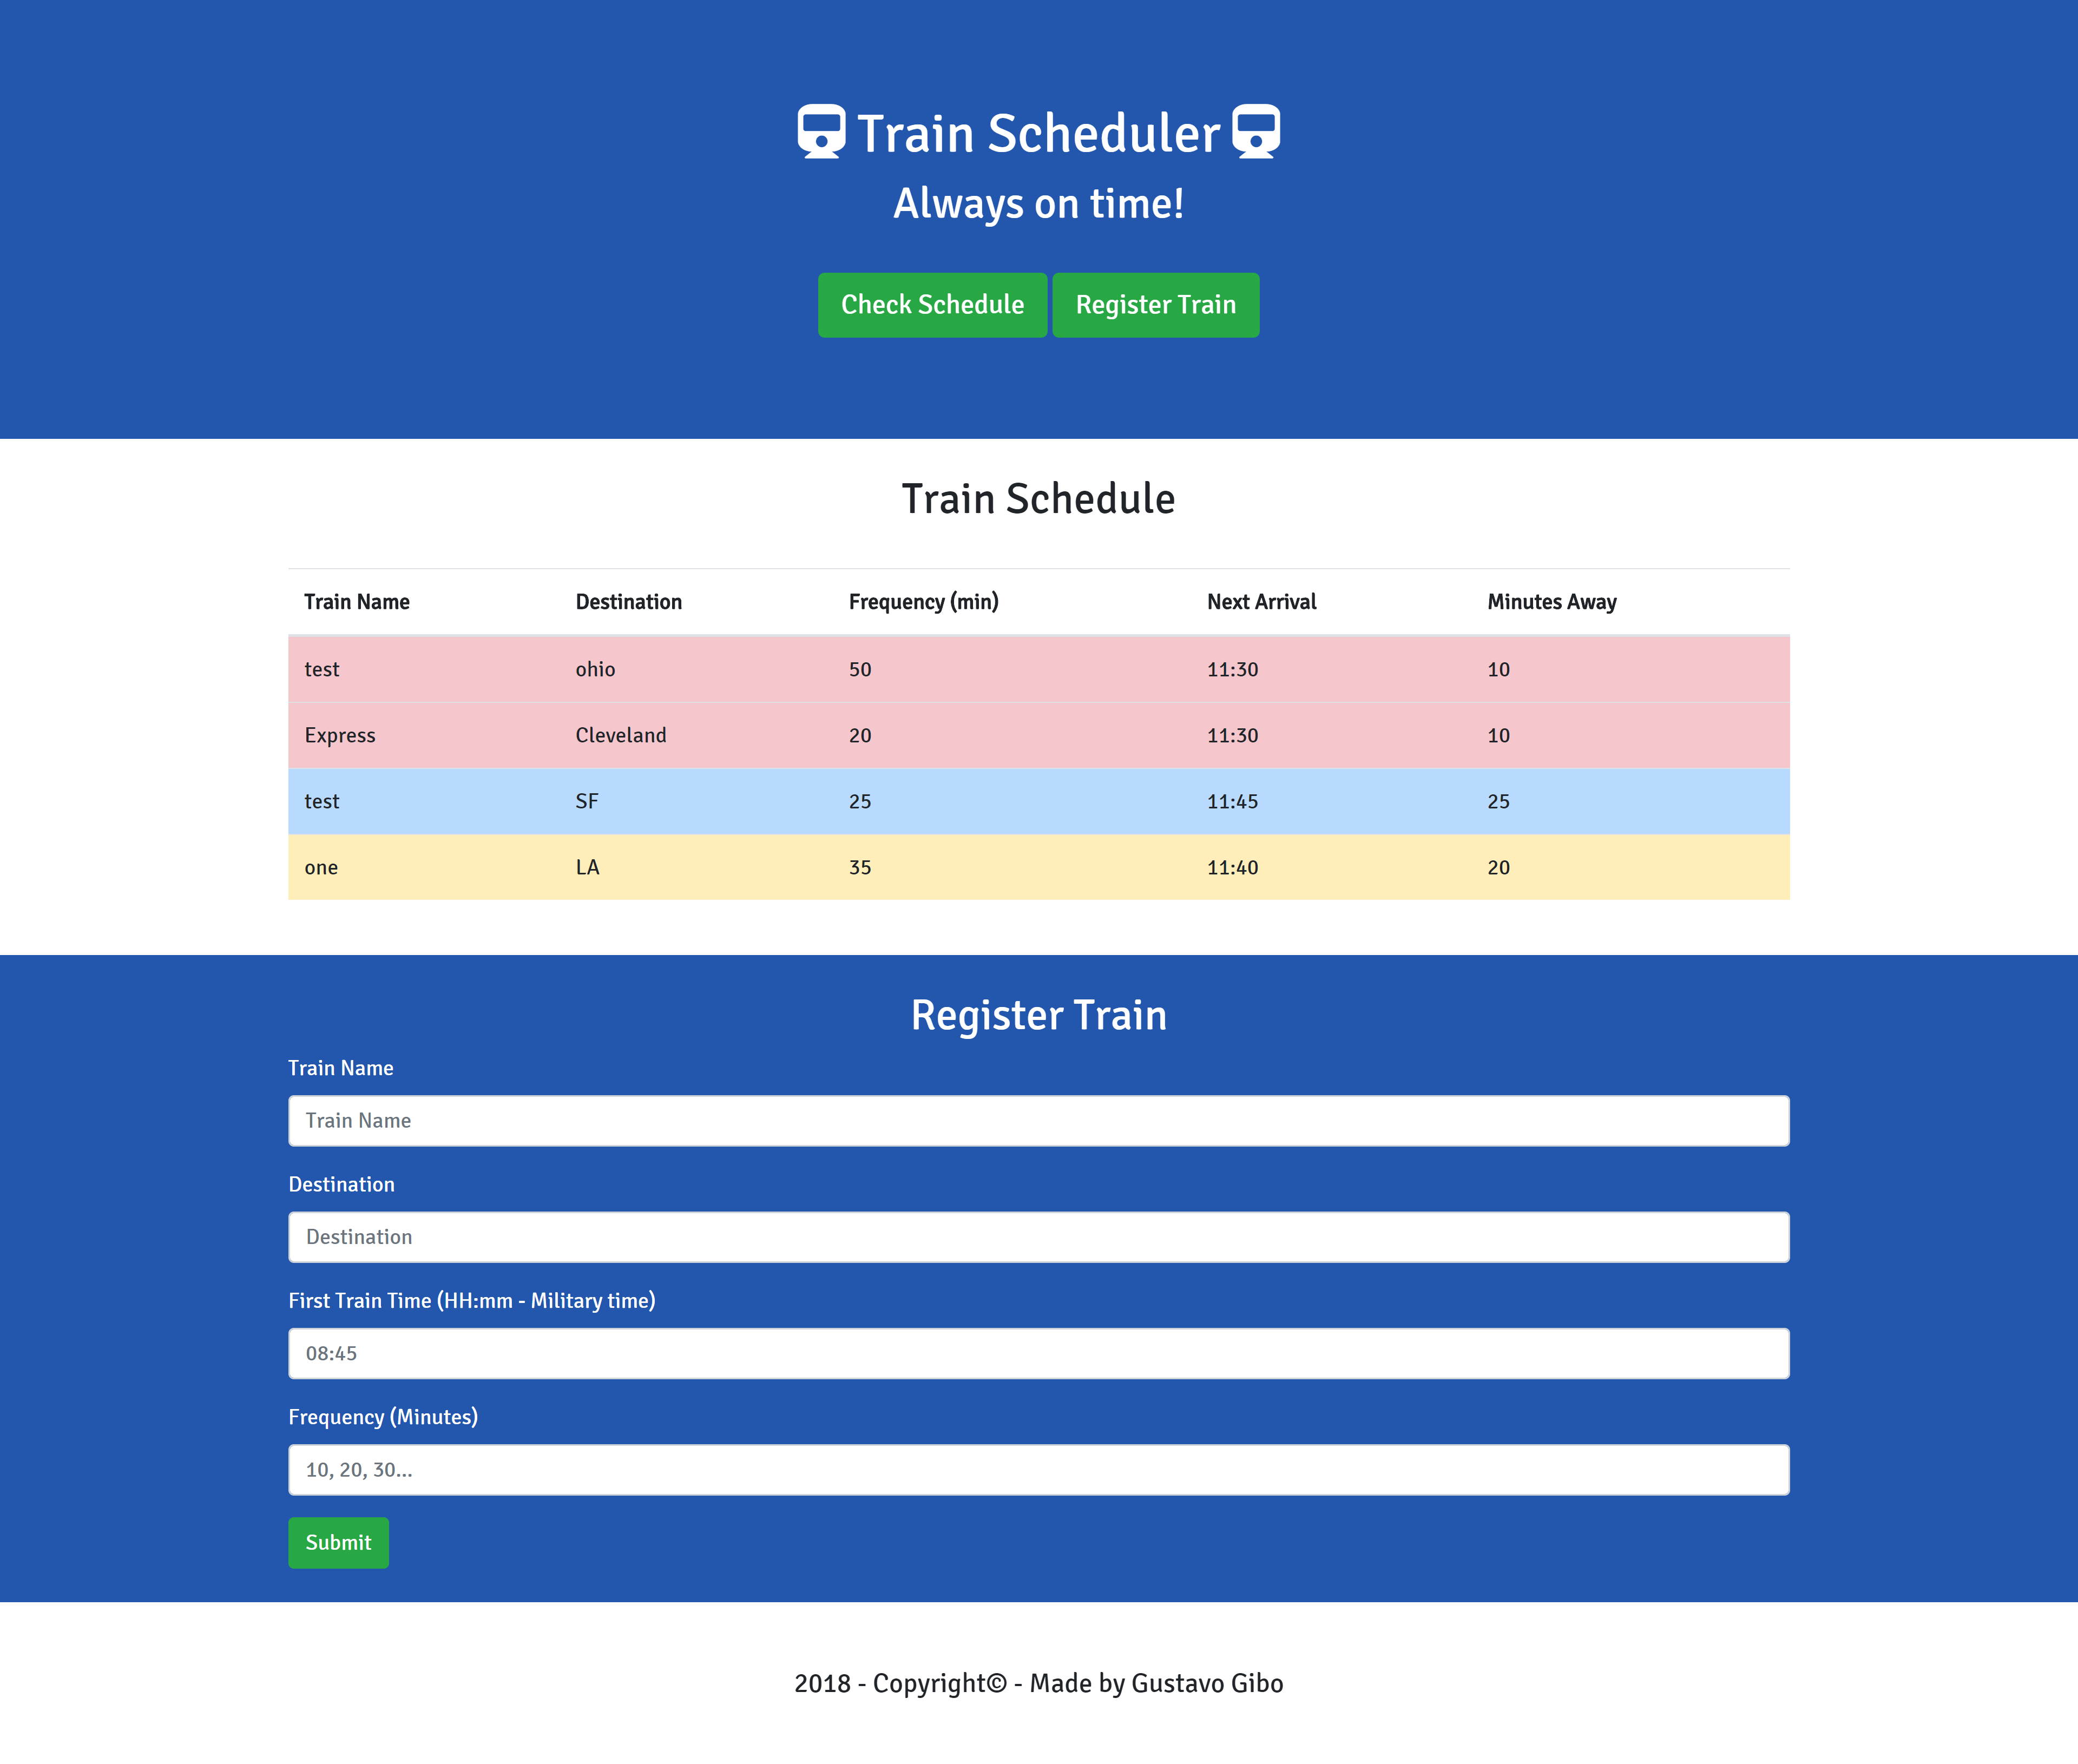 Train Scheduler
Always on time!
Check Schedule Register Train
Train Schedule
Train Name Destination Frequency (min) Next Arrival Minutes Away
test ohio 50 11:30 10
Express Cleveland 20 11:30 10
test SF 25 11:45 25
one LA 35 11:40 20
Register Train
Train Name
Train Name
Destination
Destination
First Train Time (HH:mm - Military time)
08:45
Frequency (Minutes)
10, 20, 30...
Submit
2018 - Copyright© - Made by Gustavo Gibo